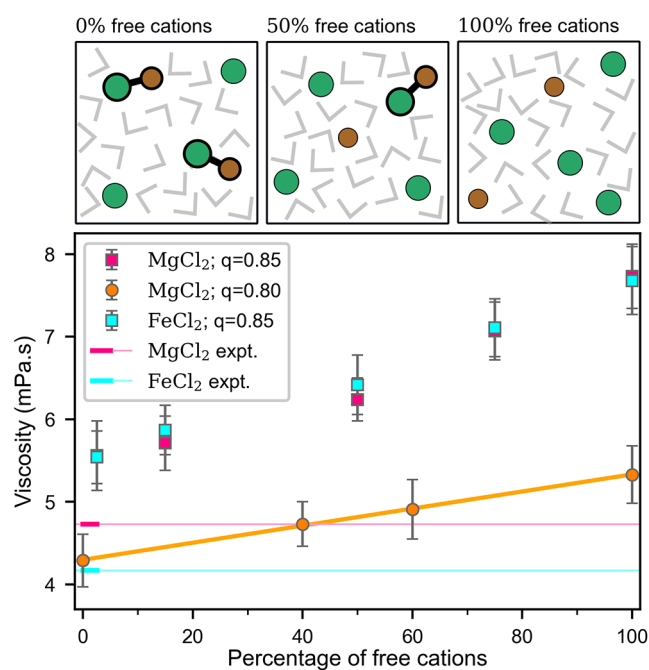 0% free cations 50% free cations 100% free cations
8
7
6
5
4
Viscosity (mPa.s)
MgCl₂; q=0.85
MgCl₂; q=0.80
FeCl₂; q=0.85
MgCl₂ expt.
FeCl₂ expt.
0 20 40 60 80 100
Percentage of free cations